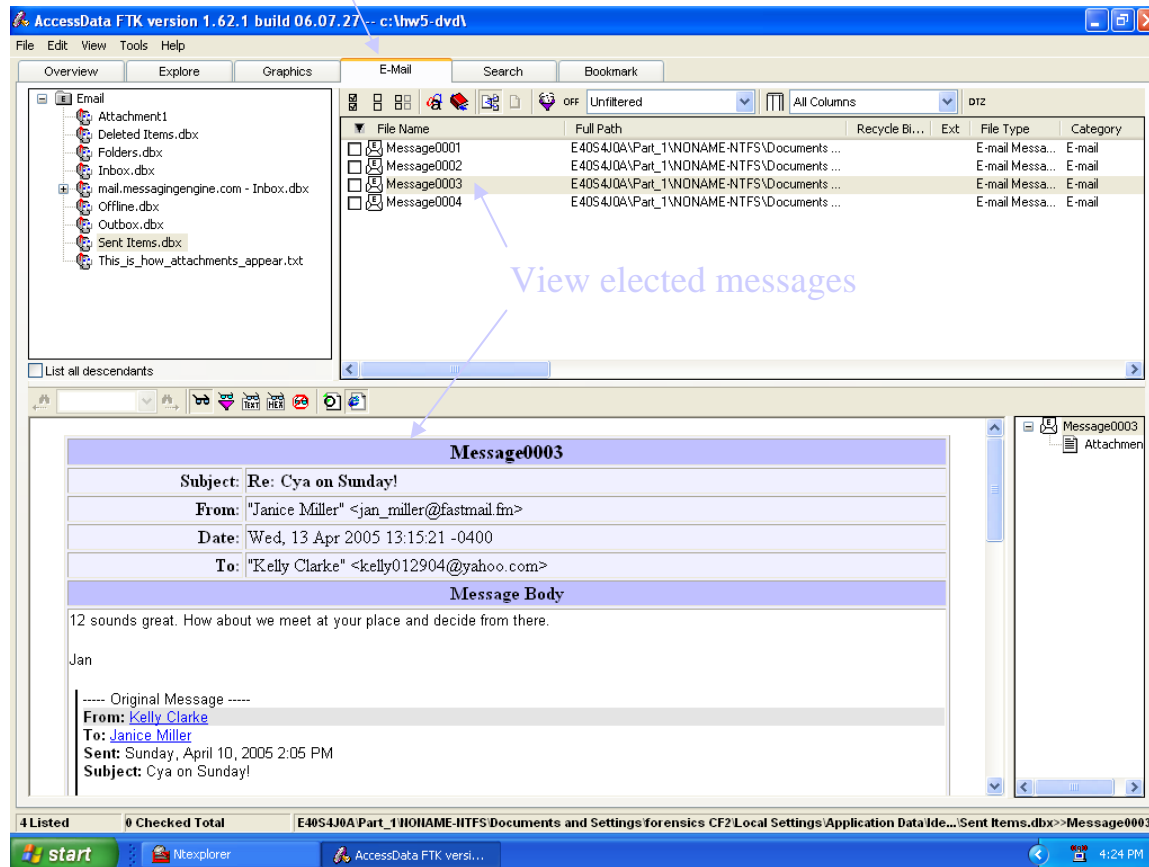 AccessData FTK version 1.62.1 build 06.07.27 -- c:\hw5-dvd\
File Edit View Tools Help
Overview Explore Graphics E-Mail Search Bookmark
Email
Attachment1
Deleted Items.dbx
Folders.dbx
Inbox.dbx
mail.messagingengine.com - Inbox.dbx
Offline.dbx
Outbox.dbx
Sent Items.dbx
This_is_how_attachments_appear.txt
List all descendants
OFF Unfiltered All Columns DTZ
File Name Full Path Recycle Bi... Ext File Type Category
Message0001 E40S4J0A\Part_1\NONAME-NTFS\Documents ... E-mail Messa... E-mail
Message0002 E40S4J0A\Part_1\NONAME-NTFS\Documents ... E-mail Messa... E-mail
Message0003 E40S4J0A\Part_1\NONAME-NTFS\Documents ... E-mail Messa... E-mail
Message0004 E40S4J0A\Part_1\NONAME-NTFS\Documents ... E-mail Messa... E-mail
View elected messages
TEXT HEX
Message0003
Subject: Re: Cya on Sunday!
From: "Janice Miller" <jan_miller@fastmail.fm>
Date: Wed, 13 Apr 2005 13:15:21 -0400
To: "Kelly Clarke" <kelly012904@yahoo.com>
Message Body
12 sounds great. How about we meet at your place and decide from there.
Jan
----- Original Message -----
From: Kelly Clarke
To: Janice Miller
Sent: Sunday, April 10, 2005 2:05 PM
Subject: Cya on Sunday!
Message0003
Attachmen
4 Listed 0 Checked Total E40S4J0A\Part_1\NONAME-NTFS\Documents and Settings\forensics CF2\Local Settings\Application Data\Ide...\Sent Items.dbx>>Message0003
start Ntexplorer AccessData FTK versi... 4:24 PM